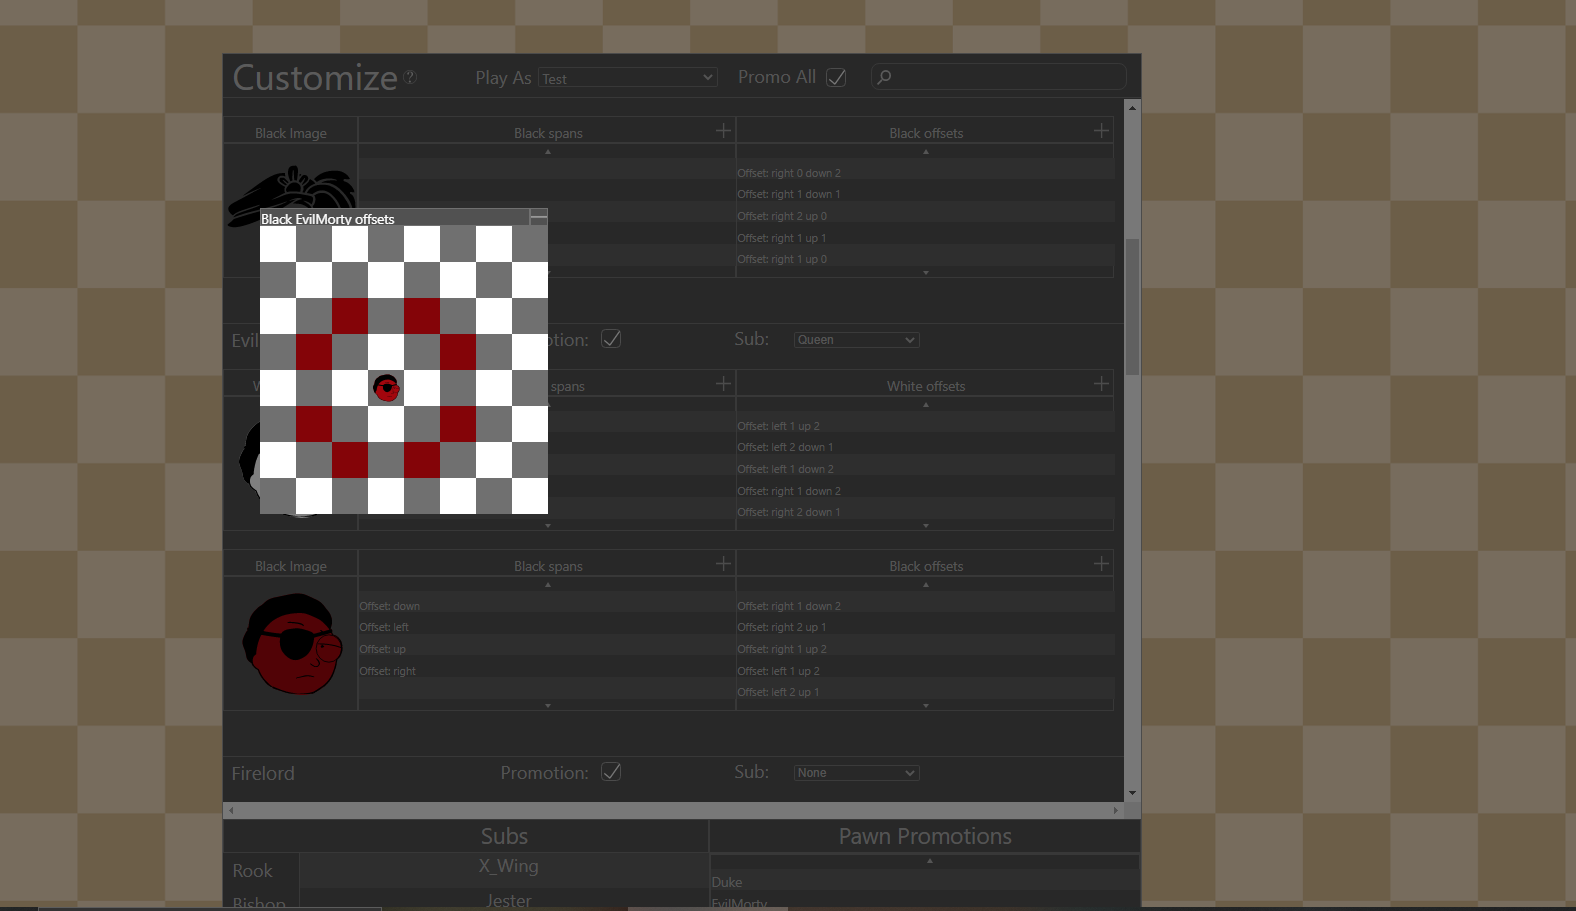 Customize ?
Play As Test
Promo All
Black Image Black spans Black offsets
Offset: right 0 down 2
Offset: right 1 down 1
Offset: right 2 up 0
Offset: right 1 up 1
Offset: right 1 up 0
Black EvilMorty offsets
Evil otion: Sub: Queen
W spans White offsets
Offset: left 1 up 2
Offset: left 2 down 1
Offset: left 1 down 2
Offset: right 1 down 2
Offset: right 2 down 1
Black Image Black spans Black offsets
Offset: down Offset: right 1 down 2
Offset: left Offset: right 2 up 1
Offset: up Offset: right 1 up 2
Offset: right Offset: left 1 up 2
Offset: left 2 up 1
Firelord Promotion: Sub: None
Subs Pawn Promotions
Rook X_Wing
Duke
Bishop Jester
EvilMorty